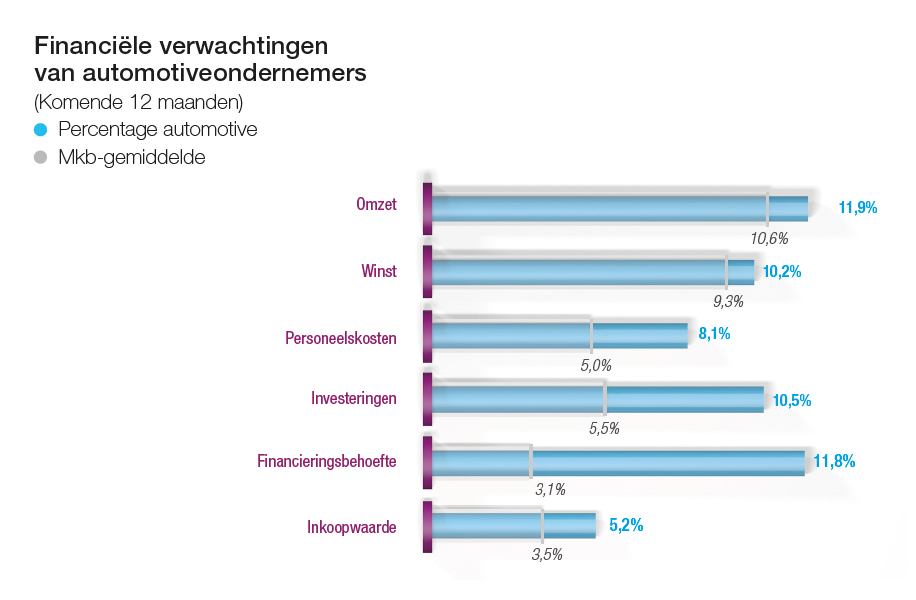 Financiële verwachtingen
van automotiveondernemers
(Komende 12 maanden)
Percentage automotive
Mkb-gemiddelde
Omzet
11,9%
10,6%
Winst
10,2%
9,3%
Personeelskosten
8,1%
5,0%
Investeringen
10,5%
5,5%
Financieringsbehoefte
11,8%
3,1%
Inkoopwaarde
5,2%
3,5%